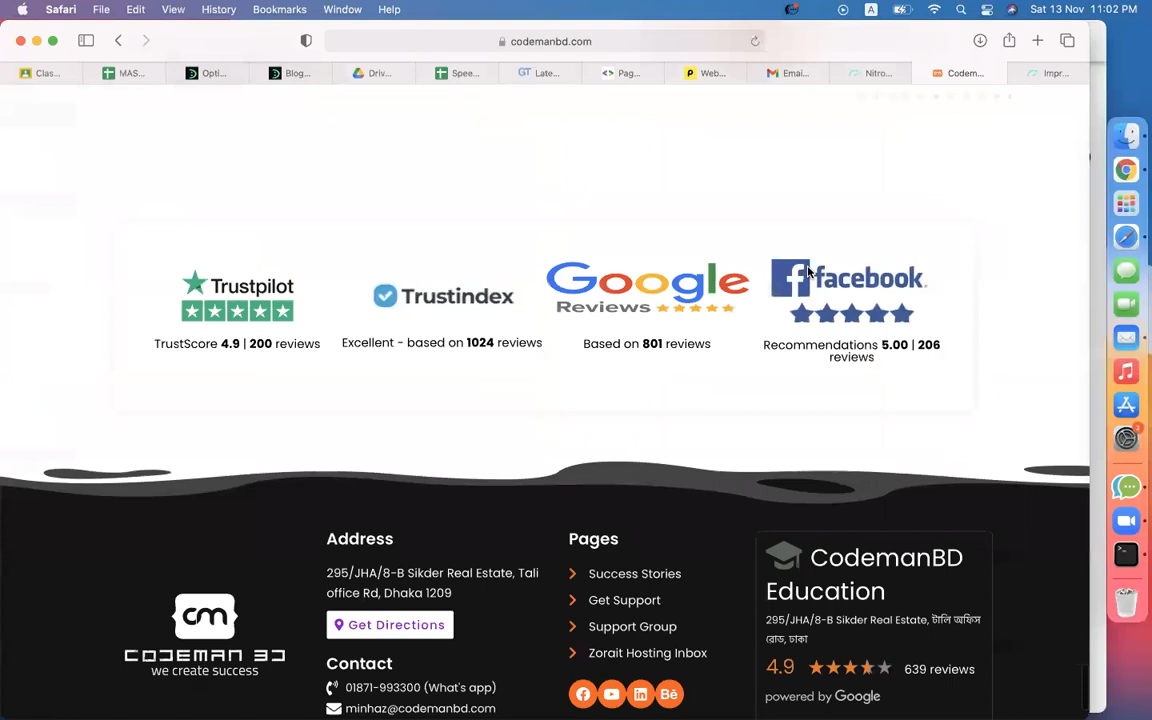 Safari File Edit View History Bookmarks Window Help
A
Sat 13 Nov 11:02 PM
codemanbd.com
Clas...
MAS...
Opti...
Blog...
Driv...
Spee...
GT Late...
Pag...
Web...
Emai...
Nitro...
Codem...
Impr...
Trustpilot
TrustScore 4.9 | 200 reviews
Trustindex
Excellent - based on 1024 reviews
Google
Reviews
Based on 801 reviews
facebook.
Recommendations 5.00 | 206
reviews
cm
CODEMAN BD
we create success
Address
295/JHA/8-B Sikder Real Estate, Tali
office Rd, Dhaka 1209
Get Directions
Contact
01871-993300 (What's app)
minhaz@codemanbd.com
Pages
Success Stories
Get Support
Support Group
Zorait Hosting Inbox
Bē
CodemanBD
Education
295/JHA/8-B Sikder Real Estate, টালি অফিস
রোড, ঢাকা
4.9 639 reviews
powered by Google